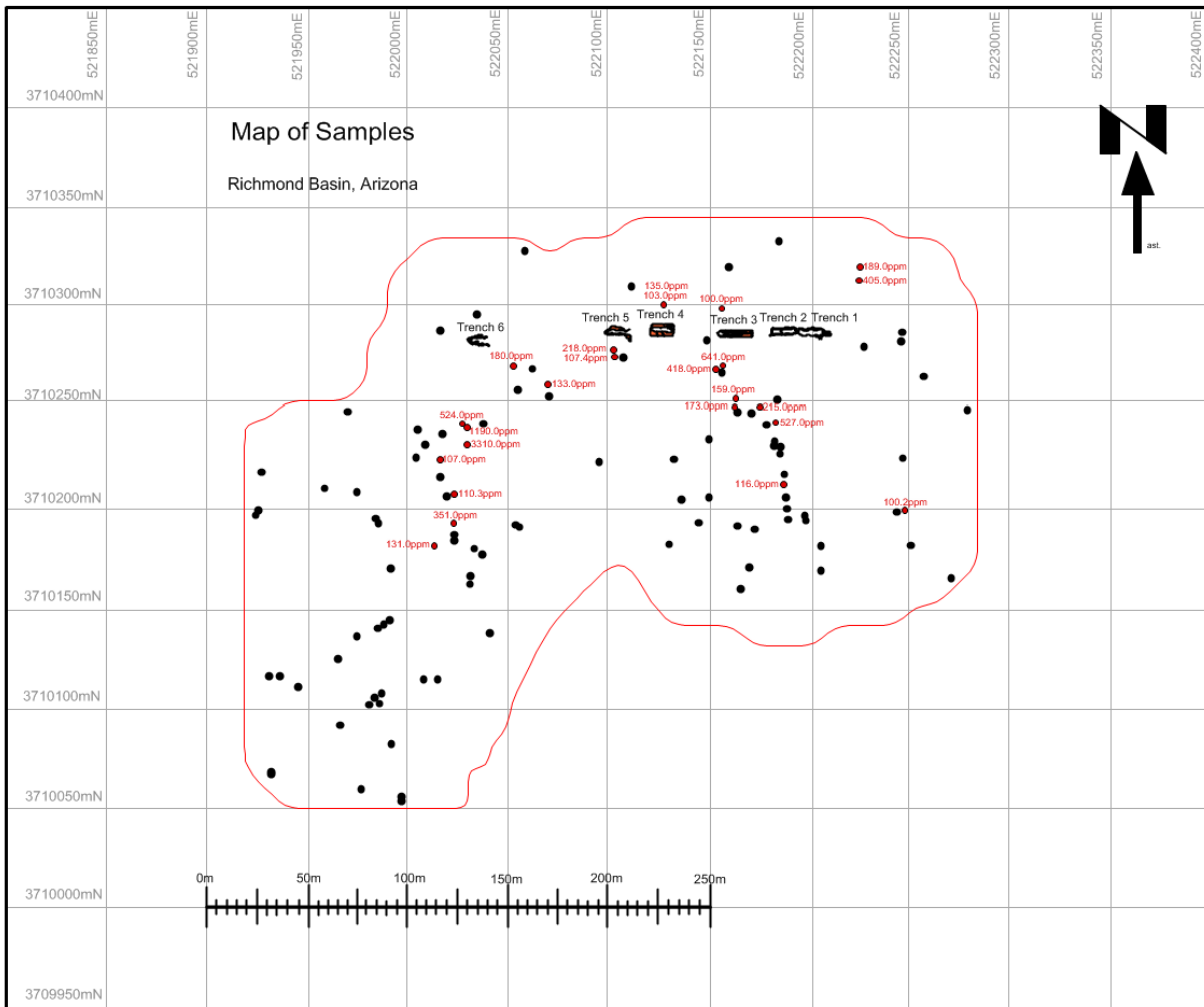 521850mE
521900mE
521950mE
522000mE
522050mE
522100mE
522150mE
522200mE
522250mE
522300mE
522350mE
522400mE
3710400mN
Map of Samples
Richmond Basin, Arizona
3710350mN
ast.
189.0ppm
405.0ppm
135.0ppm
103.0ppm
100.0ppm
3710300mN
Trench 6
Trench 5
Trench 4
Trench 3
Trench 2
Trench 1
218.0ppm
107.4ppm
180.0ppm
641.0ppm
418.0ppm
133.0ppm
3710250mN
159.0ppm
173.0ppm
215.0ppm
524.0ppm
1190.0ppm
527.0ppm
3310.0ppm
107.0ppm
116.0ppm
110.3ppm
3710200mN
100.2ppm
351.0ppm
131.0ppm
3710150mN
3710100mN
3710050mN
3710000mN
0m
50m
100m
150m
200m
250m
3709950mN